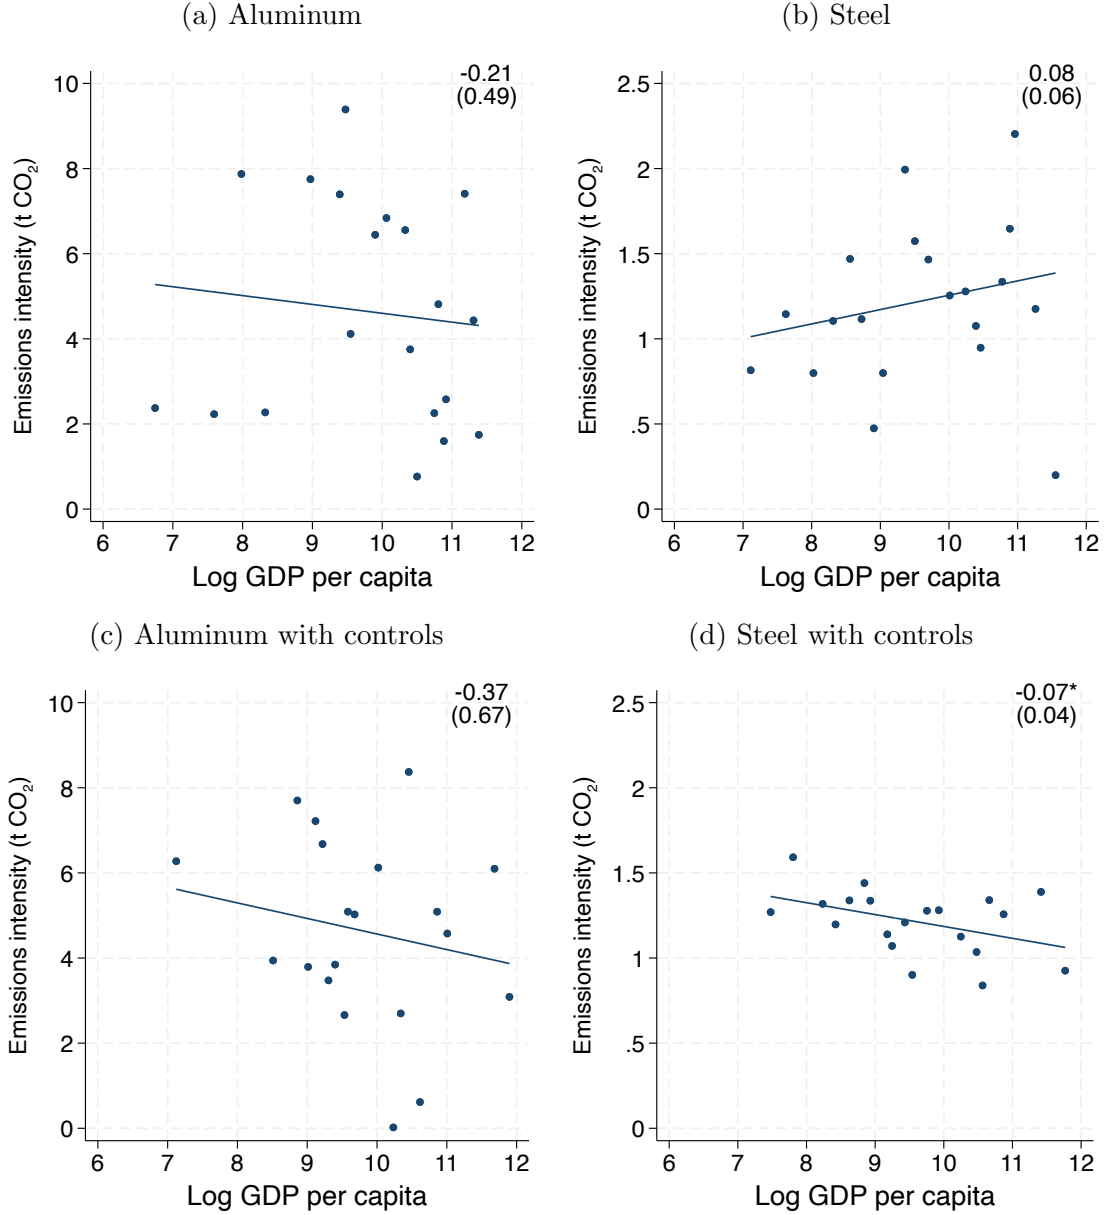 (a) Aluminum
-0.21
(0.49)
10
8
6
4
2
0
Emissions intensity (t CO2)
6 7 8 9 10 11 12
Log GDP per capita
(b) Steel
0.08
(0.06)
2.5
2
1.5
1
.5
0
Emissions intensity (t CO2)
6 7 8 9 10 11 12
Log GDP per capita
(c) Aluminum with controls
-0.37
(0.67)
10
8
6
4
2
0
Emissions intensity (t CO2)
6 7 8 9 10 11 12
Log GDP per capita
(d) Steel with controls
-0.07*
(0.04)
2.5
2
1.5
1
.5
0
Emissions intensity (t CO2)
6 7 8 9 10 11 12
Log GDP per capita